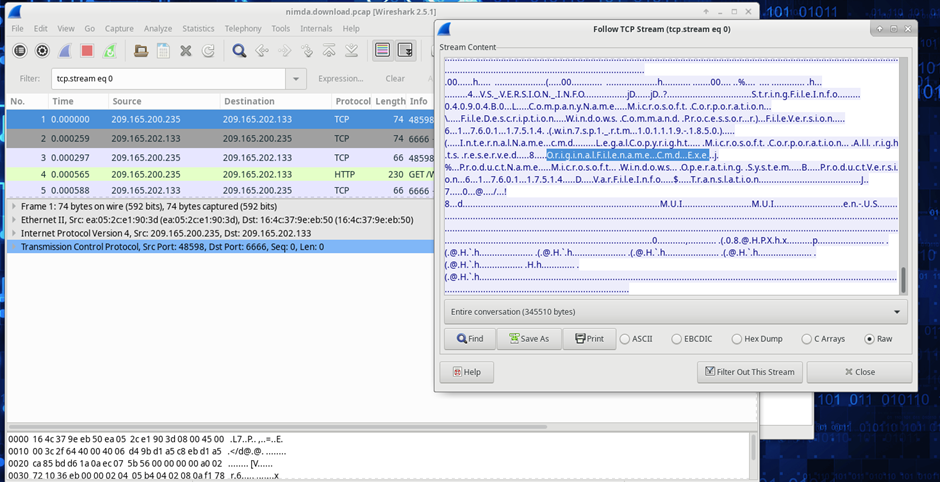 nimda.download.pcap [Wireshark 2.5.1]
File Edit View Go Capture Analyze Statistics Telephony Tools Internals Help
Filter: tcp.stream eq 0 Expression... Clear
No. Time Source Destination Protocol Length Info
1 0.000000 209.165.200.235 209.165.202.133 TCP 74 48598
2 0.000259 209.165.202.133 209.165.200.235 TCP 74 6666
3 0.000297 209.165.200.235 209.165.202.133 TCP 66 48598
4 0.000565 209.165.200.235 209.165.202.133 HTTP 230 GET /W
5 0.000588 209.165.202.133 209.165.200.235 TCP 66 6666
Frame 1: 74 bytes on wire (592 bits), 74 bytes captured (592 bits)
Ethernet II, Src: ea:05:2c:e1:90:3d (ea:05:2c:e1:90:3d), Dst: 16:4c:37:9e:eb:50 (16:4c:37:9e:eb:50)
Internet Protocol Version 4, Src: 209.165.200.235, Dst: 209.165.202.133
Transmission Control Protocol, Src Port: 48598, Dst Port: 6666, Seq: 0, Len: 0
0000 16 4c 37 9e eb 50 ea 05 2c e1 90 3d 08 00 45 00 .L7..P.. ,..=..E.
0010 00 3c 2f 64 40 00 40 06 d4 9b d1 a5 c8 eb d1 a5 .</d@.@. ........
0020 ca 85 bd d6 1a 0a ec 07 5b 56 00 00 00 00 a0 02 ........ [V......
0030 72 10 36 eb 00 00 02 04 05 b4 04 02 08 0a f1 78 r.6..... .......x
Follow TCP Stream (tcp.stream eq 0)
Stream Content
.......4...V.S._.V.E.R.S.I.O.N._.I.N.F.O.........jD......jD.?...........................S.t.r.i.n.g.F.i.l.e.I.n.f.o.........
0.4.0.9.0.4.B.0...L.....C.o.m.p.a.n.y.N.a.m.e.....M.i.c.r.o.s.o.f.t. .C.o.r.p.o.r.a.t.i.o.n...
\.....F.i.l.e.D.e.s.c.r.i.p.t.i.o.n.....W.i.n.d.o.w.s. .C.o.m.m.a.n.d. .P.r.o.c.e.s.s.o.r...r.)...F.i.l.e.V.e.r.s.i.o.n.....
6...1...7.6.0.1...1.7.5.1.4. .(.w.i.n.7.s.p.1._.r.t.m...1.0.1.1.1.9.-.1.8.5.0.).....
(.....I.n.t.e.r.n.a.l.N.a.m.e...c.m.d.....L.e.g.a.l.C.o.p.y.r.i.g.h.t..... .M.i.c.r.o.s.o.f.t. .C.o.r.p.o.r.a.t.i.o.n... .A.l.l. .r.i.g.h
.t.s. .r.e.s.e.r.v.e.d.....8.....O.r.i.g.i.n.a.l.F.i.l.e.n.a.m.e...C.m.d...E.x.e...j.
%...P.r.o.d.u.c.t.N.a.m.e.....M.i.c.r.o.s.o.f.t... .W.i.n.d.o.w.s... .O.p.e.r.a.t.i.n.g. .S.y.s.t.e.m.....B.....P.r.o.d.u.c.t.V.e.r.s.i
.o.n...6...1...7.6.0.1...1.7.5.1.4.....D.....V.a.r.F.i.l.e.I.n.f.o.....$.....T.r.a.n.s.l.a.t.i.o.n.............J..
Entire conversation (345510 bytes)
Find Save As Print ASCII EBCDIC Hex Dump C Arrays Raw
Help Filter Out This Stream Close